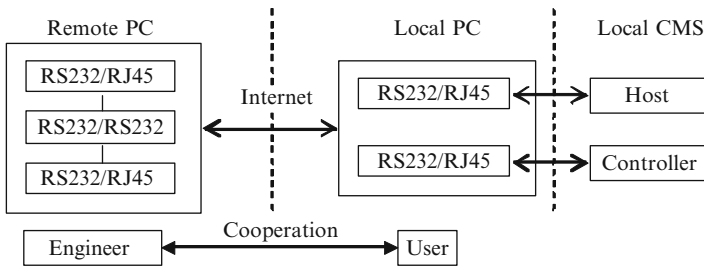 Remote PC
Local PC
Local CMS
RS232/RJ45
RS232/RS232
RS232/RJ45
Internet
RS232/RJ45
RS232/RJ45
Host
Controller
Cooperation
Engineer
User